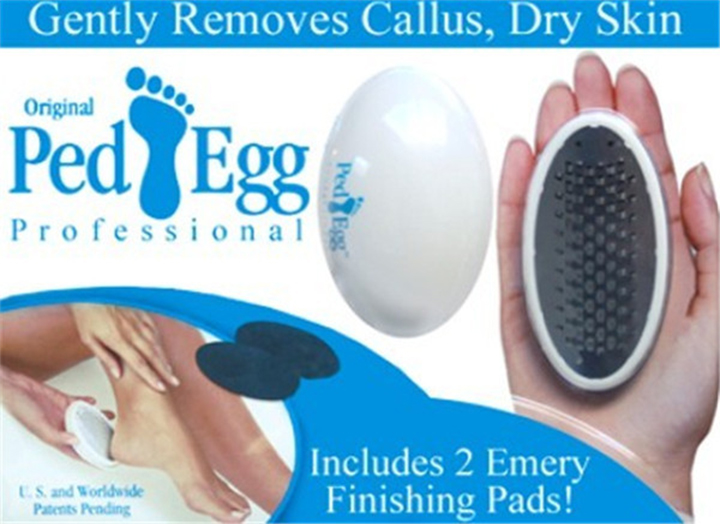 Gently Removes Callus, Dry Skin
Original
Ped Egg
Professional
Ped Egg™
U. S. and Worldwide
Patents Pending
Includes 2 Emery
Finishing Pads!